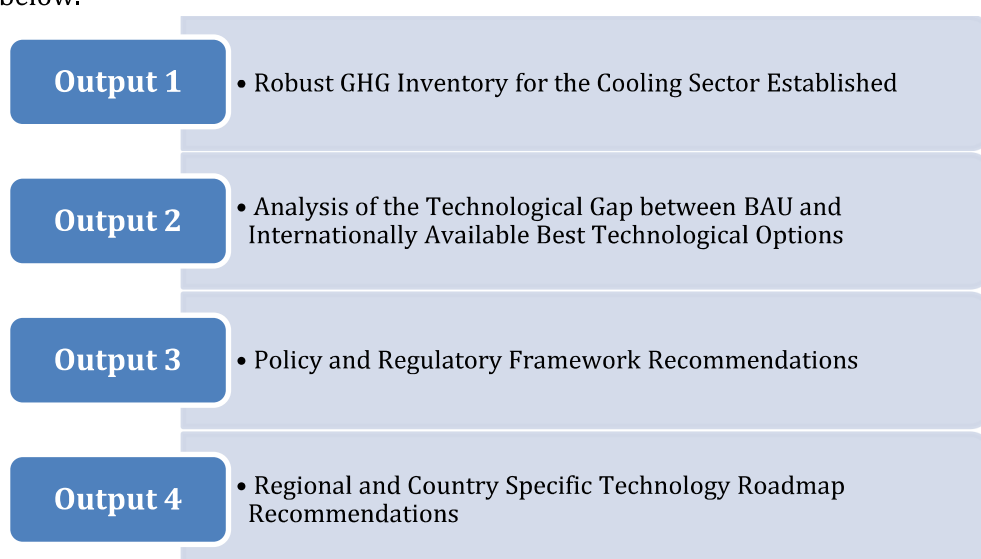 below:
Output 1
• Robust GHG Inventory for the Cooling Sector Established
Output 2
• Analysis of the Technological Gap between BAU and
Internationally Available Best Technological Options
Output 3
• Policy and Regulatory Framework Recommendations
Output 4
• Regional and Country Specific Technology Roadmap
Recommendations